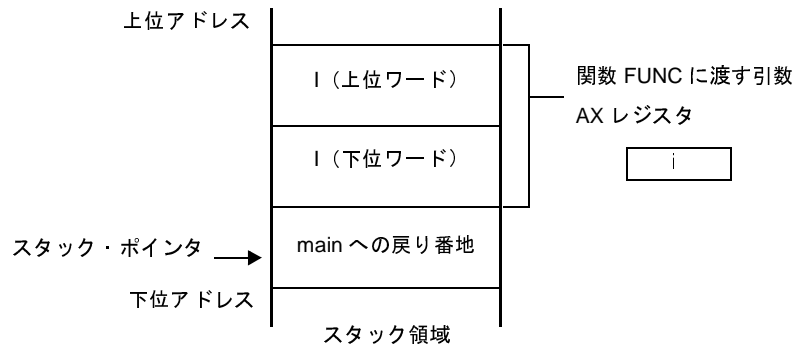 上位アドレス
l（上位ワード）
関数 FUNC に渡す引数
AX レジスタ
l（下位ワード）
i
スタック・ポインタ
main への戻り番地
下位アドレス
スタック領域